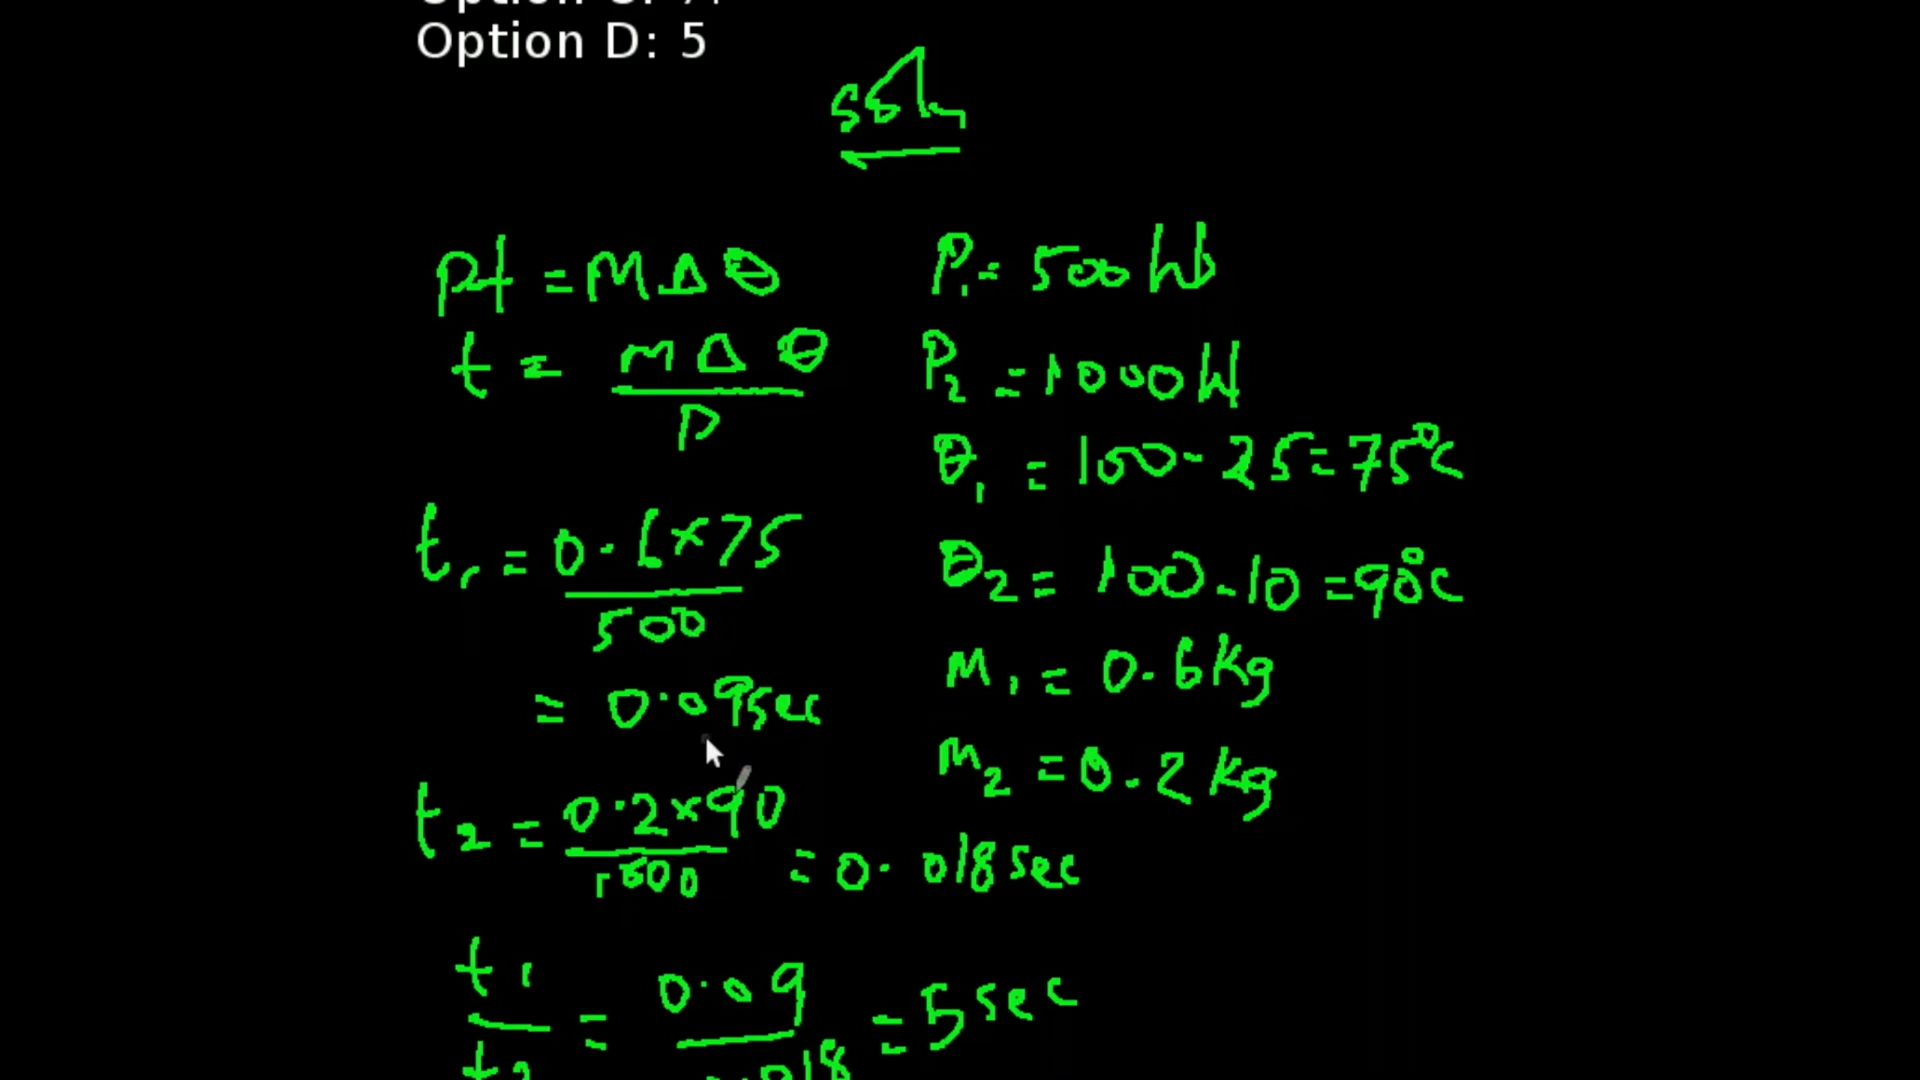 Option D: 5
Pt = MΔθ
P₁ = 500W
t = MΔθ / P
P₂ = 1000W
θ₁ = 100 - 25 = 75°C
t₁ = 0.6 × 75 / 500
θ₂ = 100 - 10 = 90°C
= 0.09sec
M₁ = 0.6kg
M₂ = 0.2kg
t₂ = 0.2 × 90 / 1000 = 0.018sec
t₁ / t₂ = 0.09 / 0.018 = 5sec